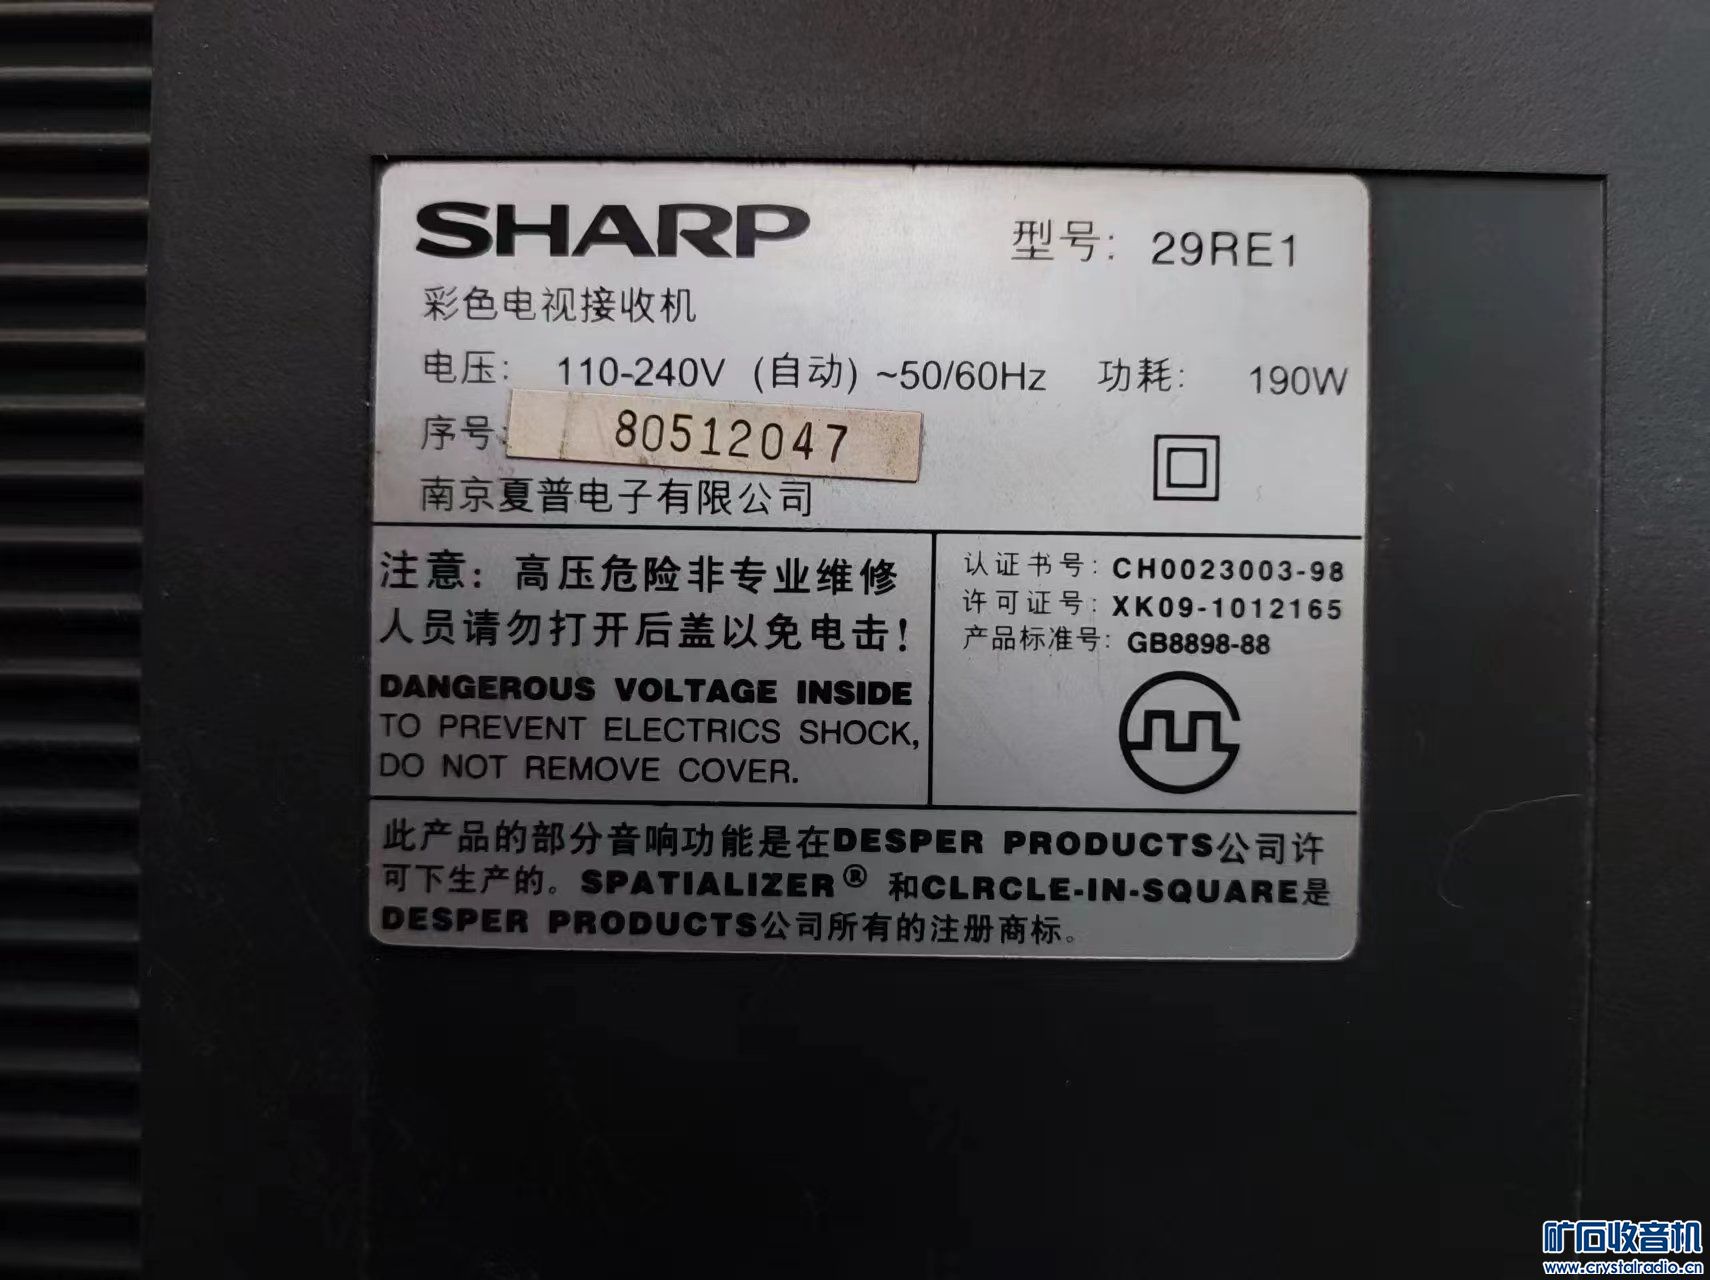 SHARP
型号: 29RE1
彩色电视接收机
电压: 110-240V (自动) ~50/60Hz 功耗: 190W
序号: 80512047
南京夏普电子有限公司
注意: 高压危险非专业维修
人员请勿打开后盖以免电击!
DANGEROUS VOLTAGE INSIDE
TO PREVENT ELECTRICS SHOCK,
DO NOT REMOVE COVER.
认证书号: CH0023003-98
许可证号: XK09-1012165
产品标准号: GB8898-88
此产品的部分音响功能是在DESPER PRODUCTS公司许
可下生产的。SPATIALIZER® 和CLRCLE-IN-SQUARE是
DESPER PRODUCTS公司所有的注册商标。
矿石收音机
www.crystalradio.cn